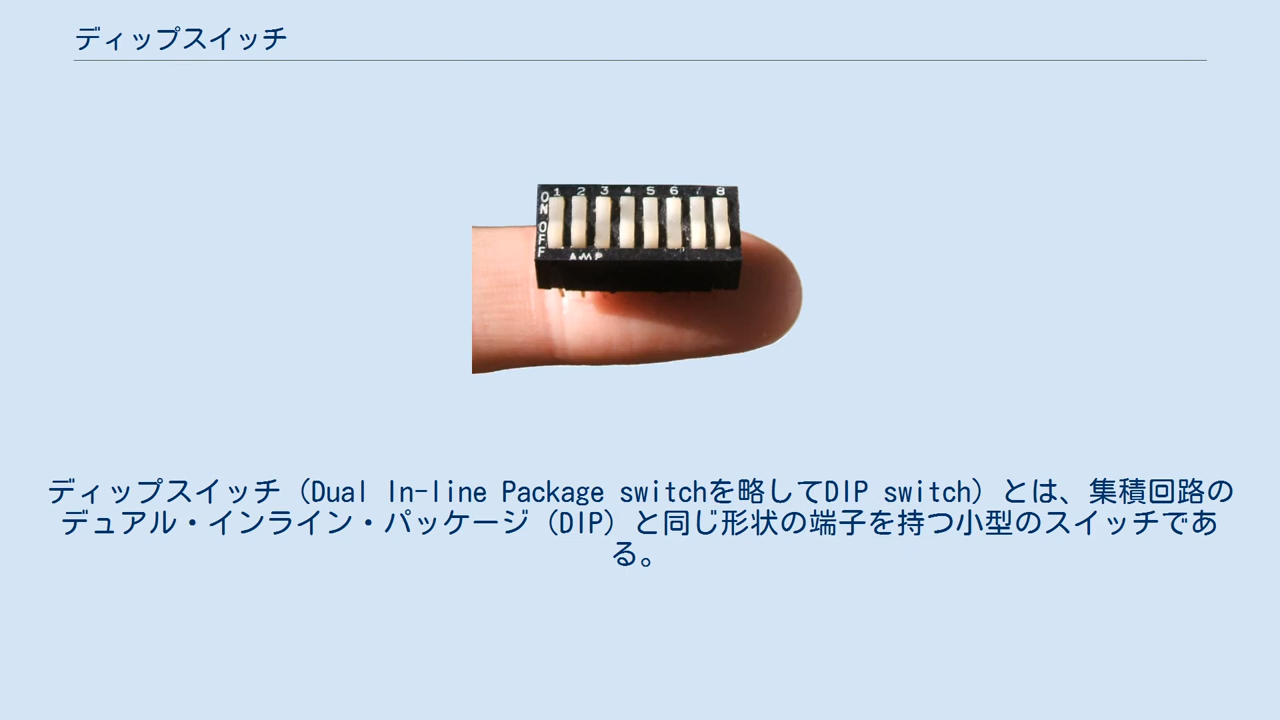 ディップスイッチ
1 2 3 4 5 6 7 8
ON
OFF
AMP
ディップスイッチ（Dual In-line Package switchを略してDIP switch）とは、集積回路の
デュアル・インライン・パッケージ（DIP）と同じ形状の端子を持つ小型のスイッチであ
る。